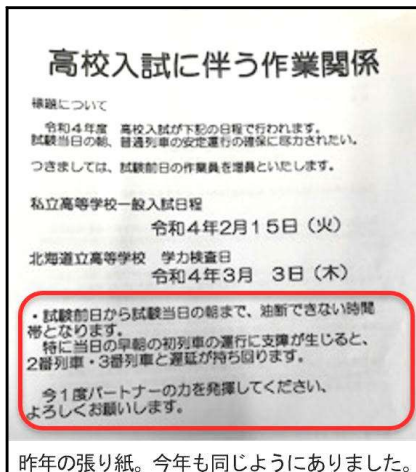 高校入試に伴う作業関係
標題について
令和4年度 高校入試が下記の日程で行われます。
試験当日の朝、普通列車の安定運行の確保に尽力されたい。
つきましては、試験前日の作業員を増員といたします。
私立高等学校一般入試日程
令和4年2月15日（火）
北海道立高等学校 学力検査日
令和4年3月 3日（木）
・試験前日から試験当日の朝まで、油断できない時間
帯となります。
特に当日の早朝の初列車の運行に支障が生じると、
2番列車・3番列車と遅延が持ち回ります。
今1度パートナーの力を発揮してください、
よろしくお願いします。
昨年の張り紙。今年も同じようにありました。